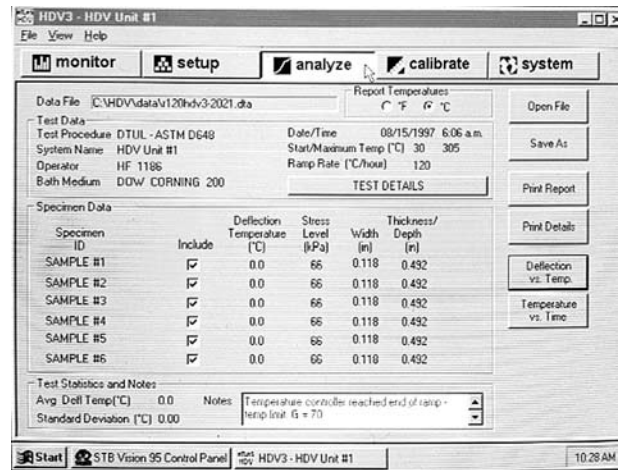 HDV3 - HDV Unit #1
File View Help
monitor setup analyze calibrate system
Data File C:\HDV\data\r120hdv3-2021.dta
Report Temperatures
°F °C
Open File
Test Data
Test Procedure DTUL - ASTM D648 Date/Time 08/15/1997 6:06 a.m.
System Name HDV Unit #1 Start/Maximum Temp (°C) 30 305
Save As
Operator HF 1186 Ramp Rate (°C/hour) 120
Bath Medium DOW CORNING 200 TEST DETAILS
Print Report
Specimen Data
Specimen ID Include Deflection Temperature (°C) Stress Level (kPa) Width (in) Thickness/ Depth (in)
Print Details
SAMPLE #1 0.0 66 0.118 0.492
Deflection vs. Temp.
SAMPLE #2 0.0 66 0.118 0.492
SAMPLE #3 0.0 66 0.118 0.492
Temperature vs. Time
SAMPLE #4 0.0 66 0.118 0.492
SAMPLE #5 0.0 66 0.118 0.492
SAMPLE #6 0.0 66 0.118 0.492
Test Statistics and Notes
Avg Defl Temp(°C) 0.0 Notes Temperature controller reached end of ramp -
Standard Deviation (°C) 0.00 temp limit. G = 70
Start STB Vision 95 Control Panel HDV3 - HDV Unit #1 10:28 AM